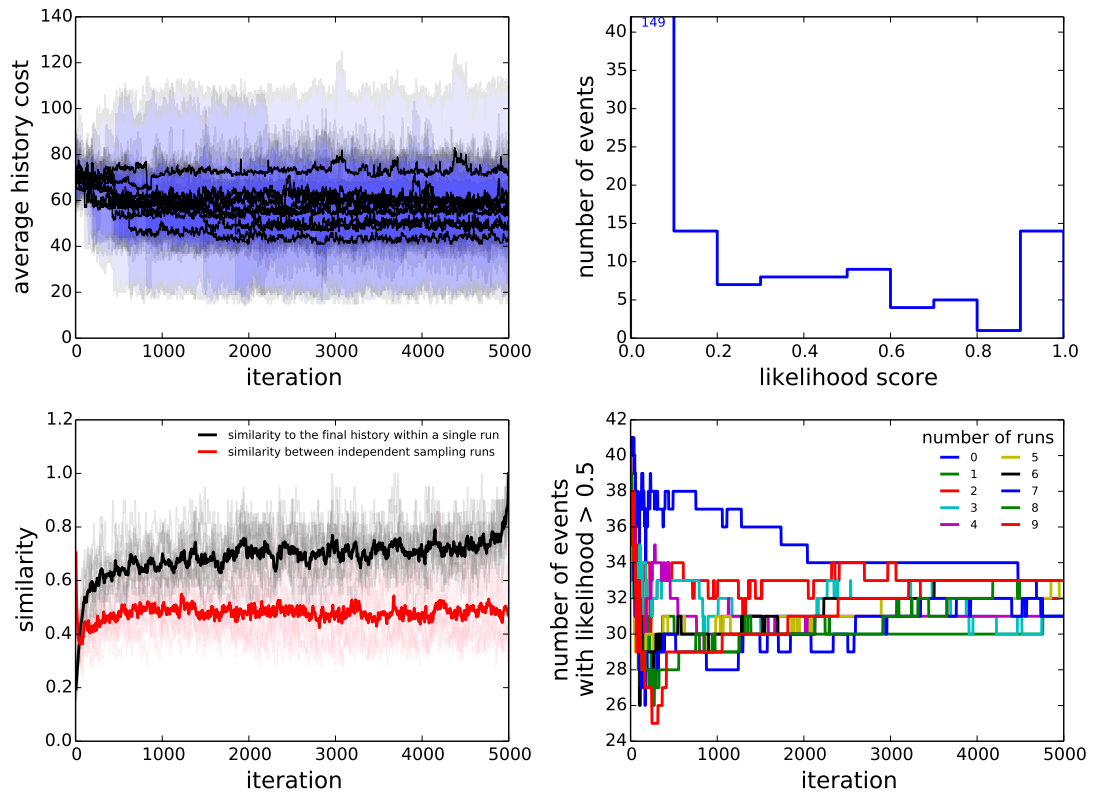 average history cost
140
120
100
80
60
40
20
0
0 1000 2000 3000 4000 5000
iteration
number of events
149
40
35
30
25
20
15
10
5
0
0.0 0.2 0.4 0.6 0.8 1.0
likelihood score
similarity
1.2
1.0
0.8
0.6
0.4
0.2
0.0
similarity to the final history within a single run
similarity between independent sampling runs
0 1000 2000 3000 4000 5000
iteration
number of events
with likelihood > 0.5
42
40
38
36
34
32
30
28
26
24
number of runs
0 5
1 6
2 7
3 8
4 9
0 1000 2000 3000 4000 5000
iteration